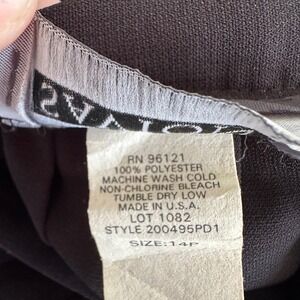 RN 96121
100% POLYESTER
MACHINE WASH COLD
NON-CHLORINE BLEACH
TUMBLE DRY LOW
MADE IN U.S.A.
LOT 1082
STYLE 200495PD1
SIZE:14P